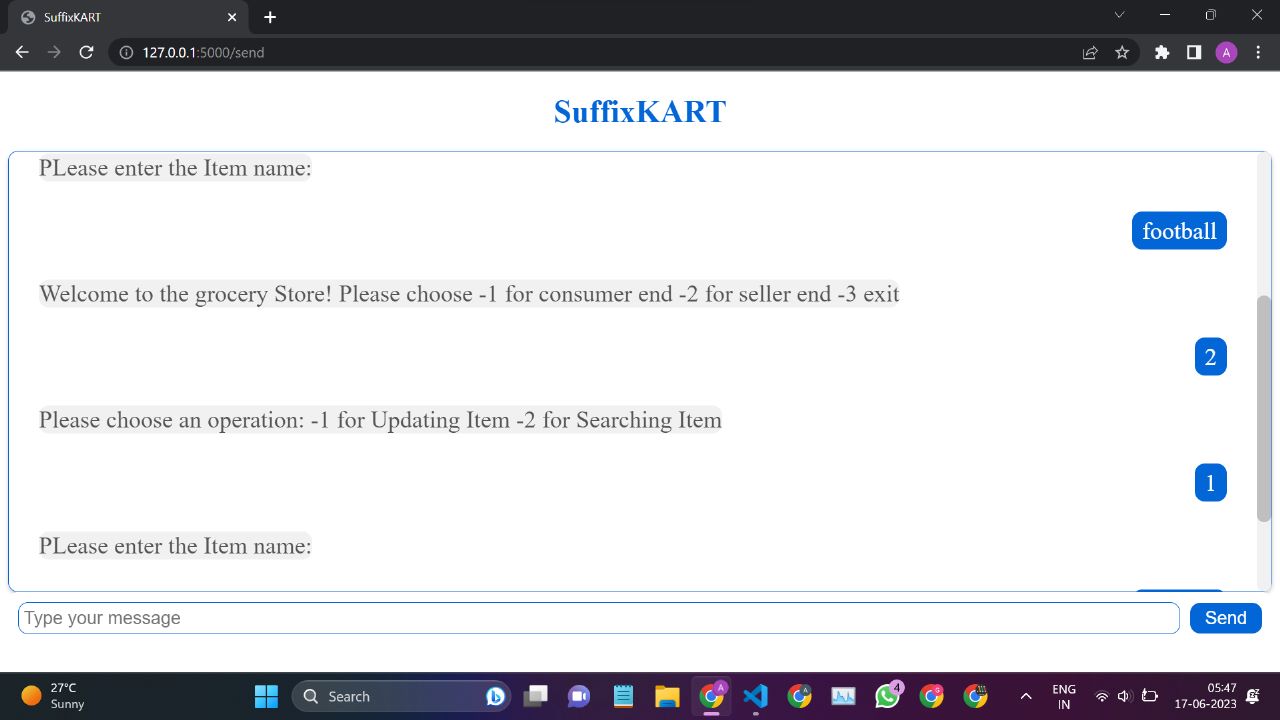 SuffixKART
127.0.0.1:5000/send
A
SuffixKART
PLease enter the Item name:
football
Welcome to the grocery Store! Please choose -1 for consumer end -2 for seller end -3 exit
2
Please choose an operation: -1 for Updating Item -2 for Searching Item
1
PLease enter the Item name:
Type your message
Send
27°C
Sunny
Search
A
A
4
G
ENG
IN
05:47
17-06-2023